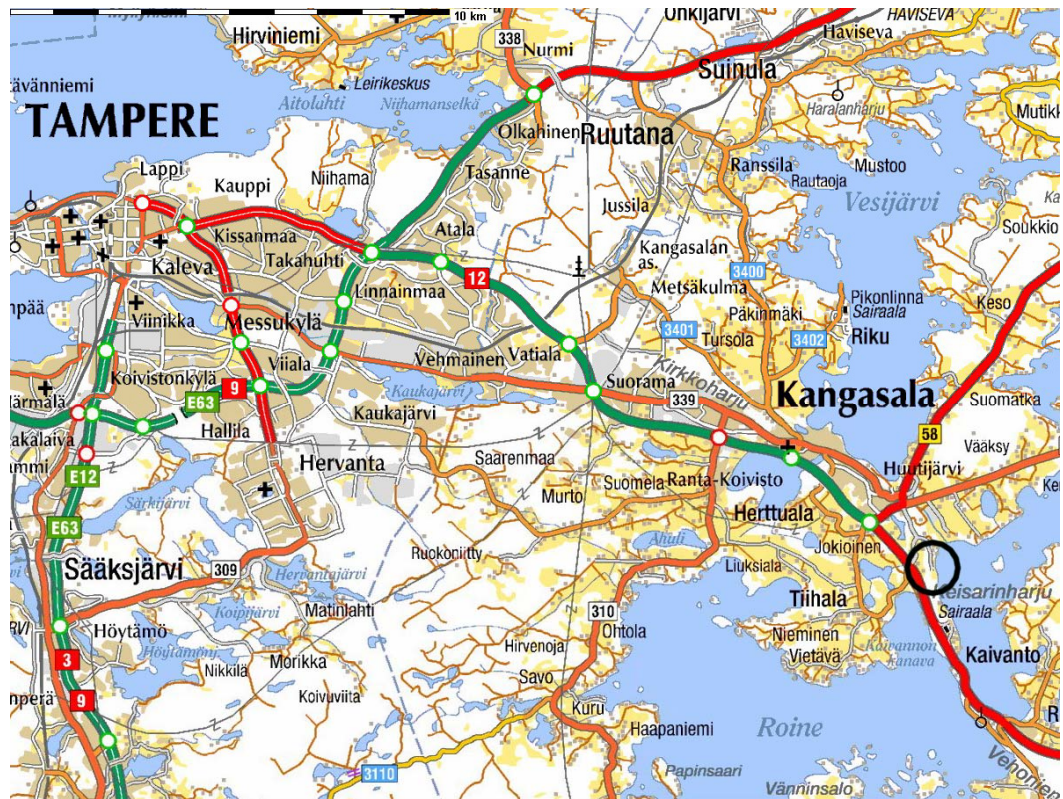 10 km
338
Nurmi
HAVISEVA
Haviseva
Hirviniemi
Leirikeskus
Aitolahti
Niihamanselkä
Suinula
TAMPERE
Olkahinen
Ruutana
Haralanharju
Ranssila
Mustoo
Rautaoja
Lappi
Kauppi
Niihama
Tasanne
Jussila
Vesijärvi
Kissanmaa
Atala
Kangasalan
as.
Soukkio
Kaleva
Takahuhti
12
3400
Metsäkulma
Linnainmaa
Pikonlinna
Sairaala
Keso
Viinikka
Messukylä
3401
Päkinmäki
3402
Riku
Tursola
Vehmainen
Vatiala
Koivistonkylä
Viiala
9
E63
Kaukajärvi
Suorama
Kirkkoharju
339
Kangasala
Suomatka
Hallila
Kaukajärvi
58
Vääksy
E12
Hervanta
Saarenmaa
Huutijärvi
Murto
Suomela
Ranta-Koivisto
Särkijärvi
Herttuala
E63
Ruokoniitty
Ahuli
Jokioinen
Sääksjärvi
309
Hervantajärvi
Liuksiala
Koipijärvi
Matinlahti
310
Tiihala
Sairaala
Höytämö
Ohtola
Hirvenoja
Nieminen
Vietävä
Kaivannon
kanava
Kaivanto
3
Nikkilä
Morikka
Savo
9
Koivuviita
Kuru
Haapaniemi
Roine
3110
Papinsaari
Vänninsalo